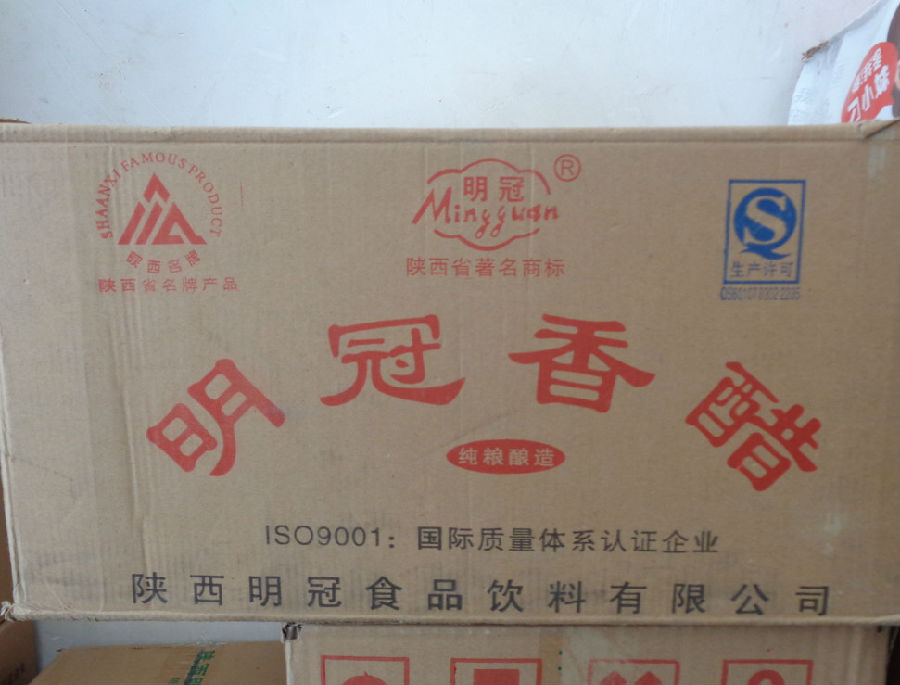 SHAANXI FAMOUS PRODUCT
陕西名牌
陕西省名牌产品
明冠
Mingguan
®
陕西省著名商标
生产许可
明冠香醋
纯粮酿造
ISO9001：国际质量体系认证企业
陕西明冠食品饮料有限公司